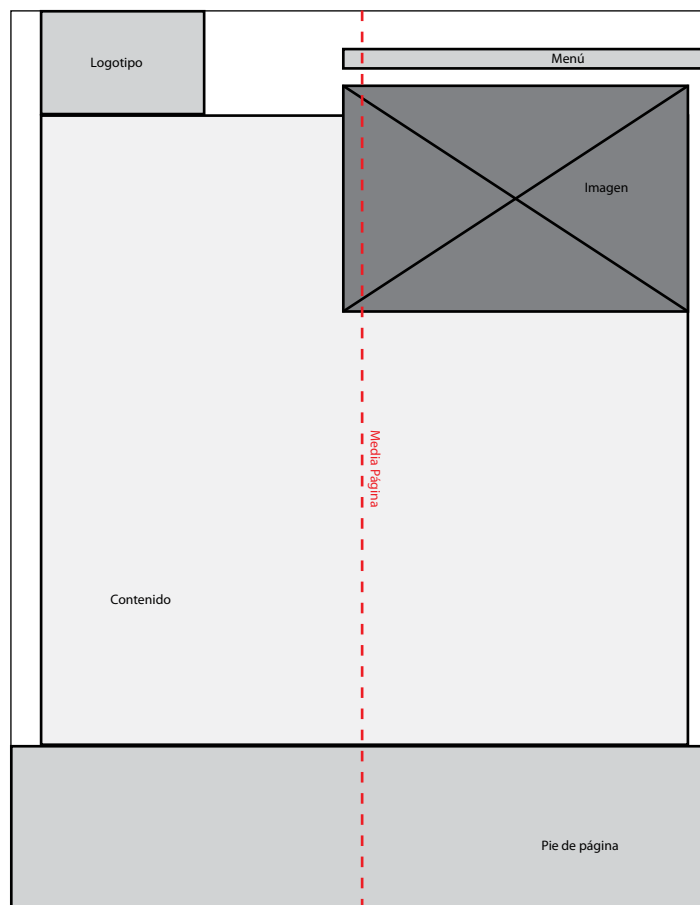 Logotipo
Menú
Imagen
Media Página
Contenido
Pie de página